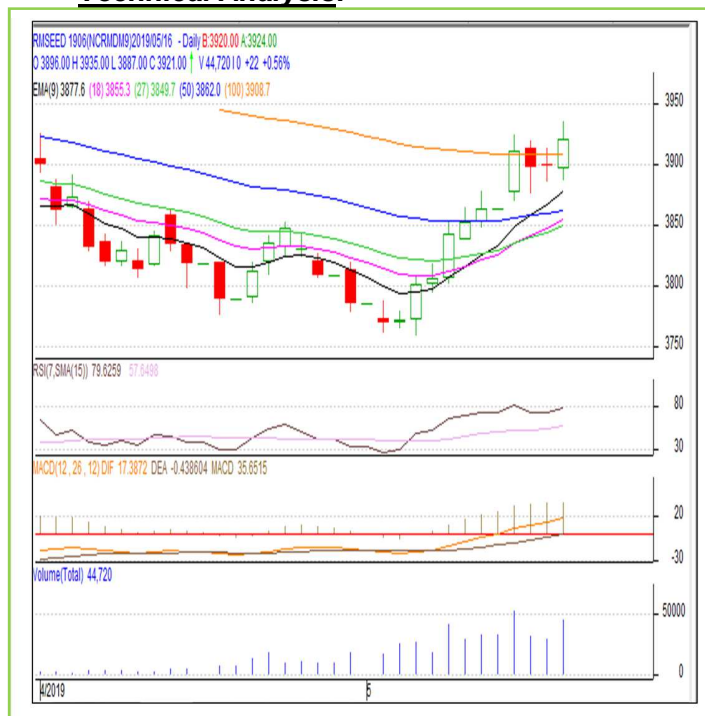 Technical Analysis:
RMSEED 1906(NCRMDM9)2019/05/16 - Daily B:3920.00 A:3924.00
O 3896.00 H 3935.00 L 3887.00 C 3921.00 ↑ V 44,720 I 0 +22 +0.56%
EMA(9) 3877.6 (18) 3855.3 (27) 3849.7 (50) 3862.0 (100) 3908.7
3950
3900
3850
3800
3750
RSI(7,SMA(15)) 79.6259 57.6498
80
30
MACD(12 , 26 , 12) DIF 17.3872 DEA -0.438604 MACD 35.6515
20
-30
Volume(Total) 44,720
50000
0
4/2019
5